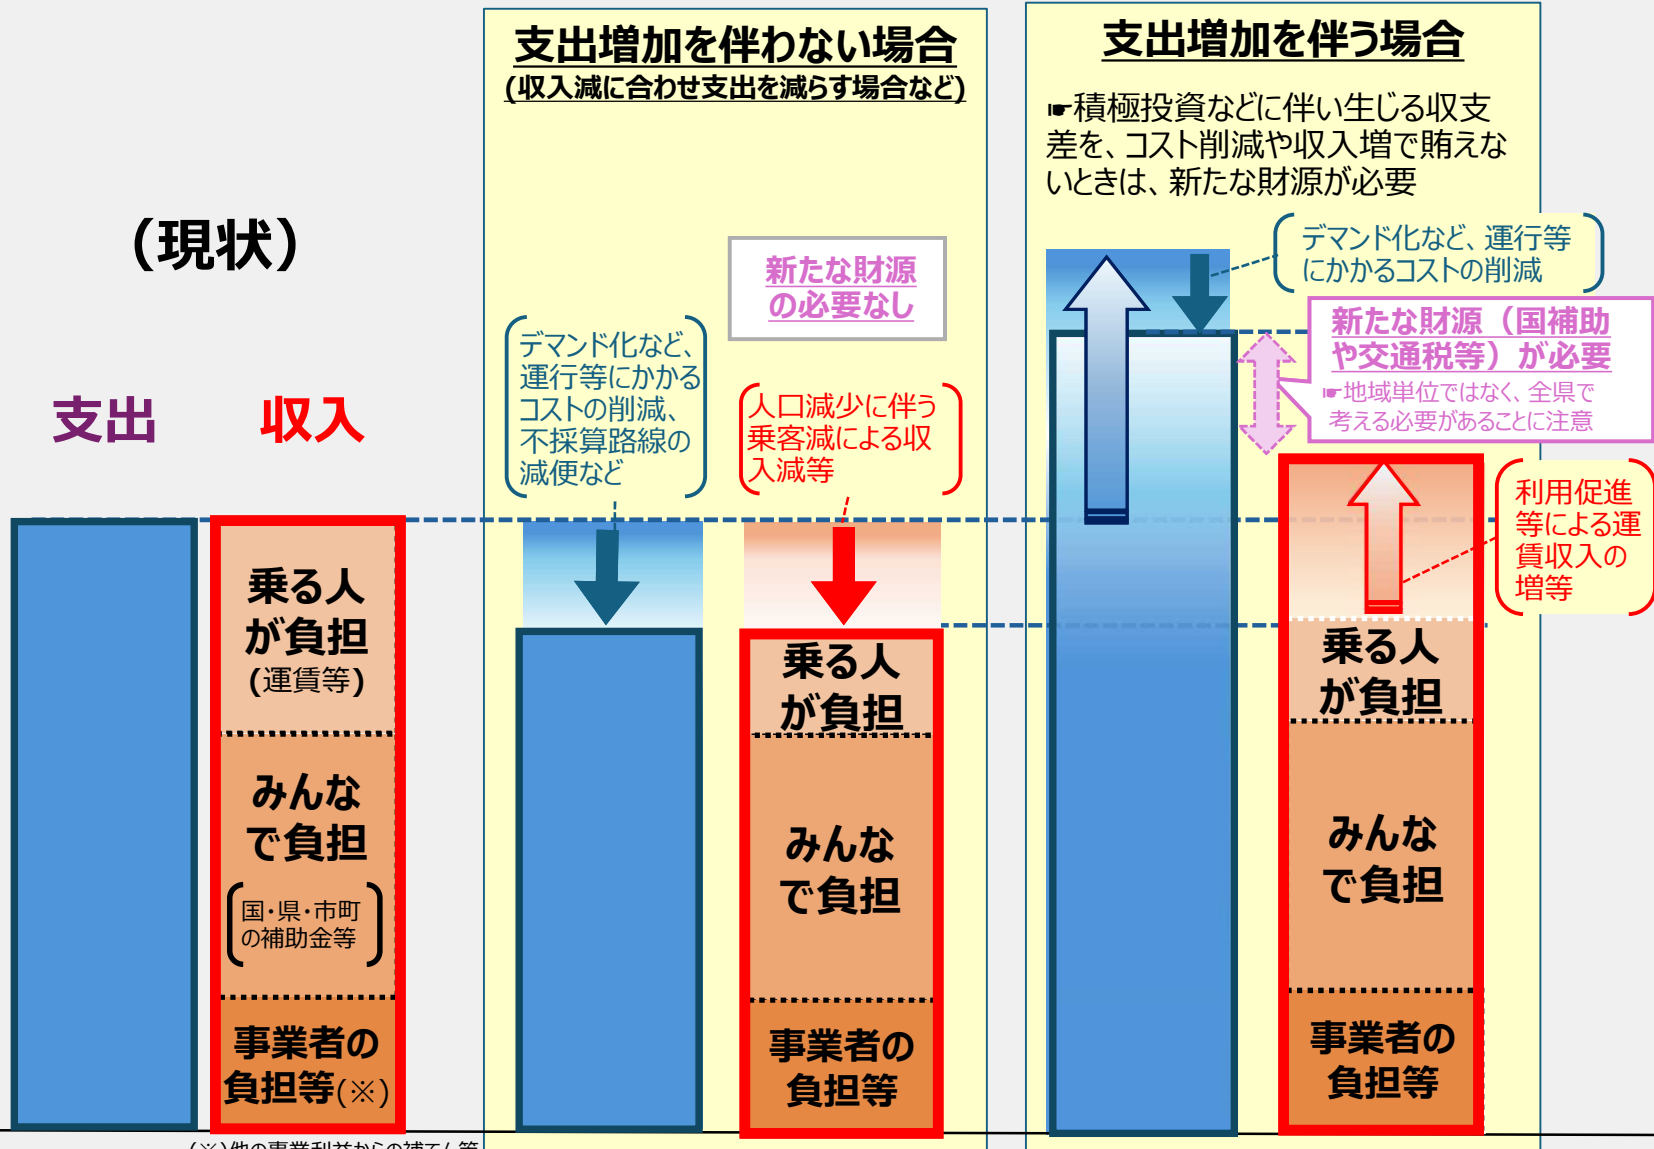 (現状)
支出
収入
乗る人
が負担
(運賃等)
みんな
で負担
国・県・市町
の補助金等
事業者の
負担等(※)
(※)他の事業利益からの補てん等
支出増加を伴わない場合
(収入減に合わせ支出を減らす場合など)
新たな財源
の必要なし
デマンド化など、
運行等にかかる
コストの削減、
不採算路線の
減便など
人口減少に伴う
乗客減による収
入減等
乗る人
が負担
みんな
で負担
事業者の
負担等
支出増加を伴う場合
☛積極投資などに伴い生じる収支
差を、コスト削減や収入増で賄えな
いときは、新たな財源が必要
デマンド化など、運行等
にかかるコストの削減
新たな財源（国補助
や交通税等）が必要
☛地域単位ではなく、全県で
考える必要があることに注意
利用促進
等による運
賃収入の
増等
乗る人
が負担
みんな
で負担
事業者の
負担等